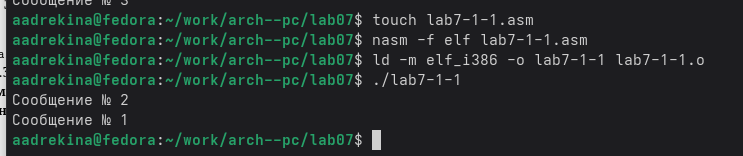 Сообщение № 3
aadrekina@fedora:~/work/arch--pc/lab07$ touch lab7-1-1.asm
aadrekina@fedora:~/work/arch--pc/lab07$ nasm -f elf lab7-1-1.asm
aadrekina@fedora:~/work/arch--pc/lab07$ ld -m elf_i386 -o lab7-1-1 lab7-1-1.o
aadrekina@fedora:~/work/arch--pc/lab07$ ./lab7-1-1
Сообщение № 2
Сообщение № 1
aadrekina@fedora:~/work/arch--pc/lab07$